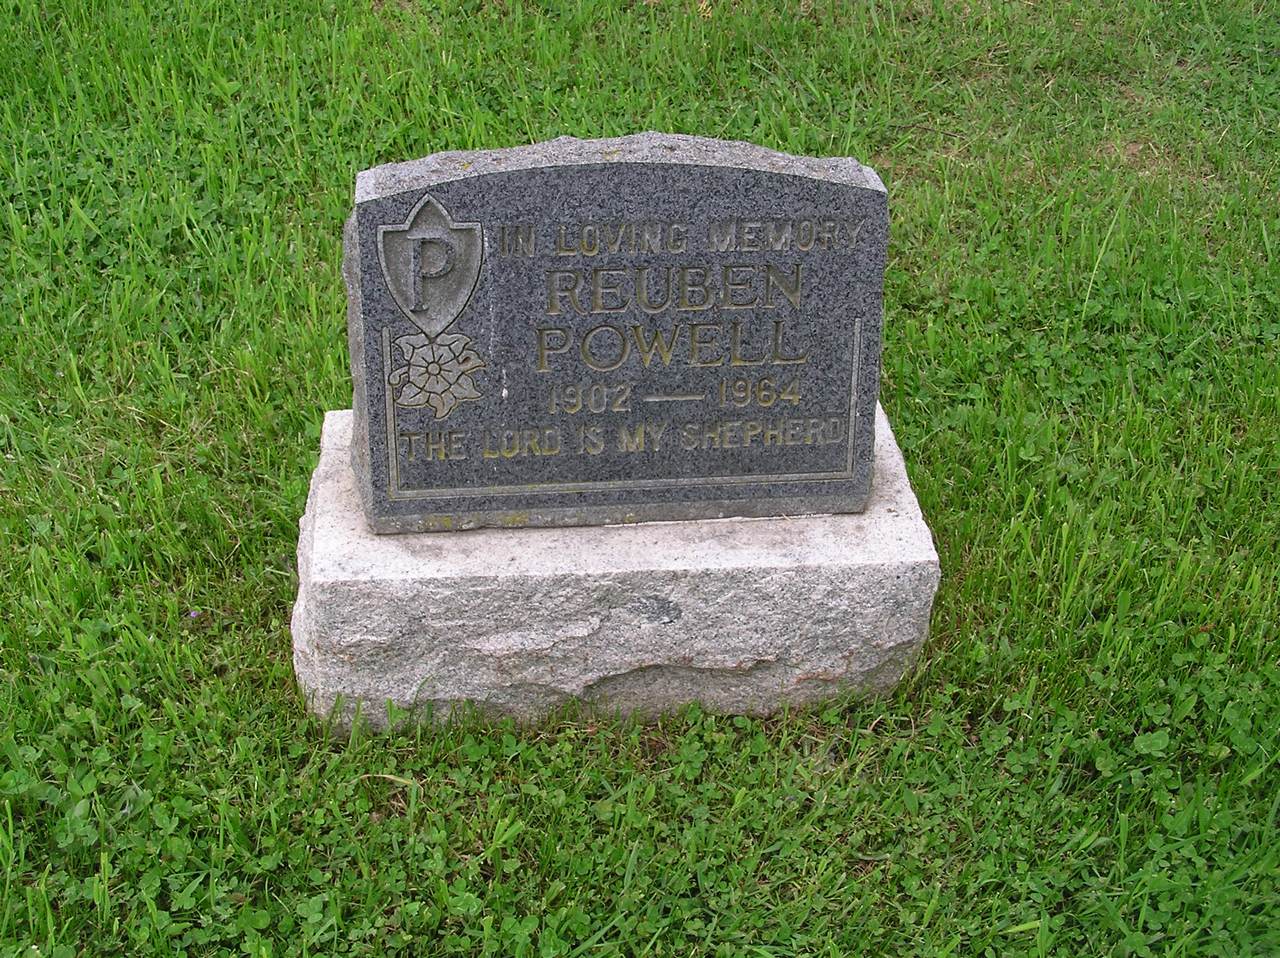 P
IN LOVING MEMORY
REUBEN
POWELL
1902 — 1964
THE LORD IS MY SHEPHERD